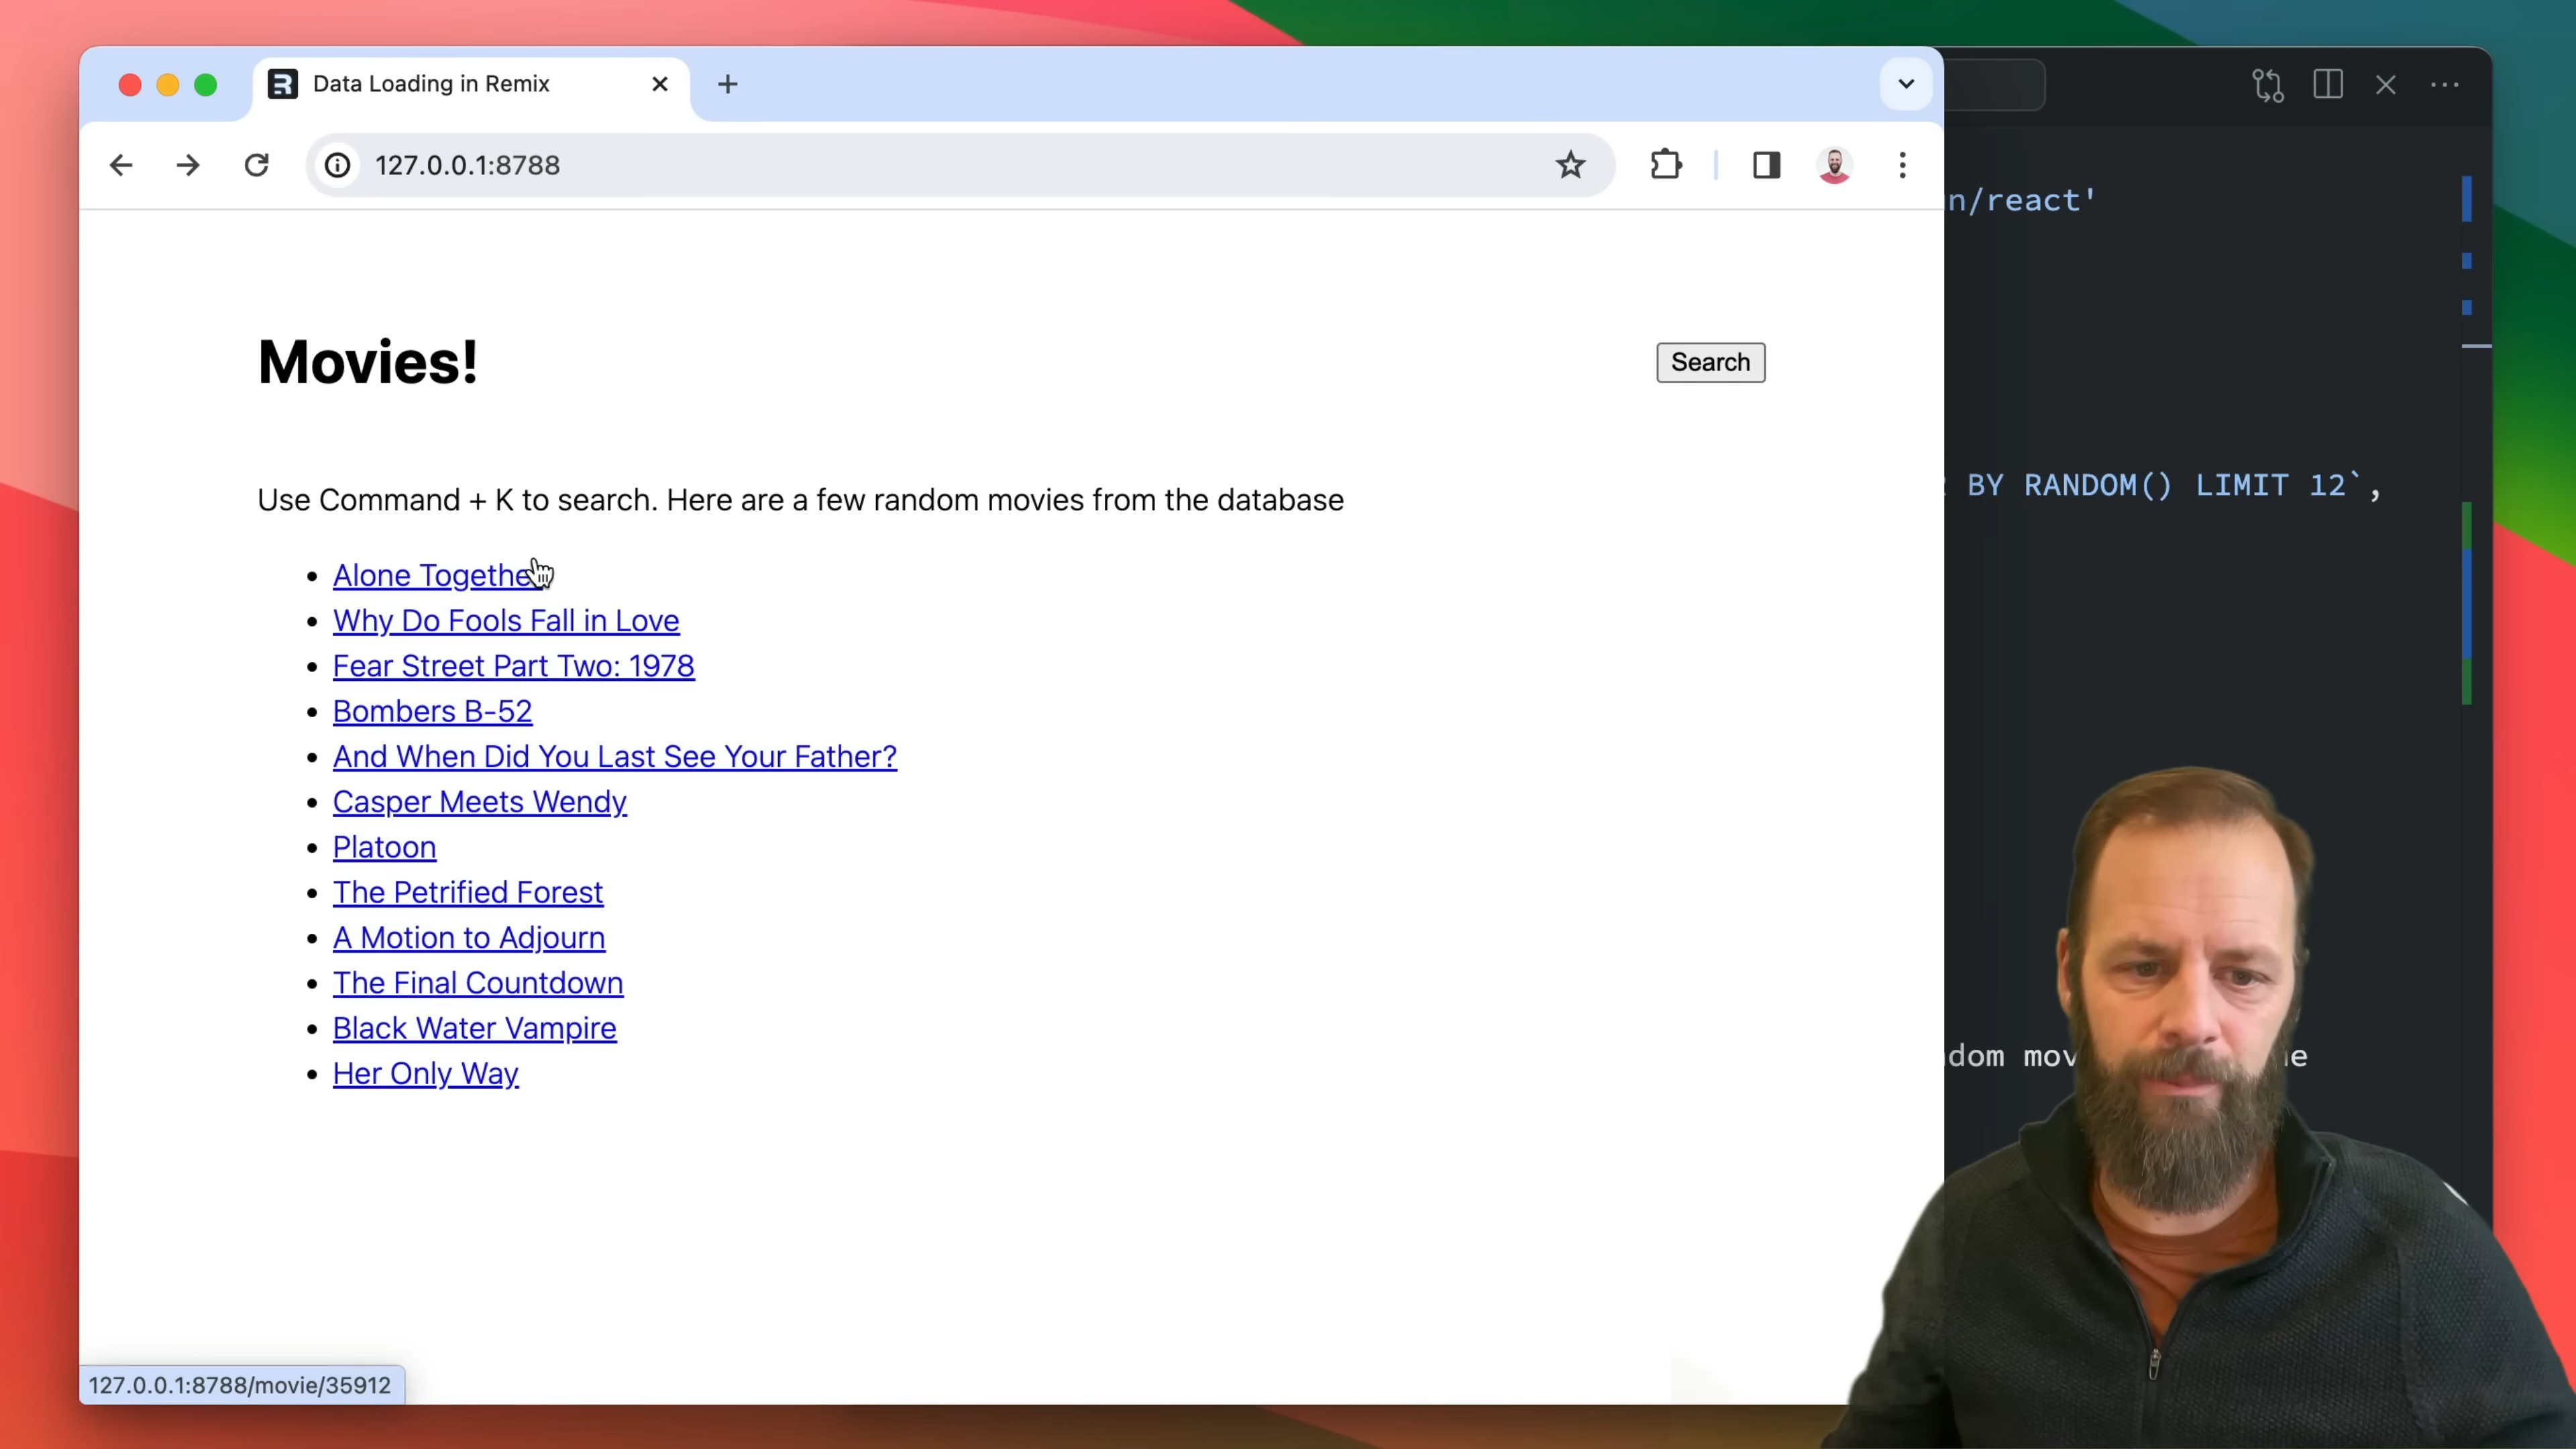 Data Loading in Remix
127.0.0.1:8788
n/react'
Movies!
Search
BY RANDOM() LIMIT 12`,
Use Command + K to search. Here are a few random movies from the database
Alone Togethe
Why Do Fools Fall in Love
Fear Street Part Two: 1978
Bombers B-52
And When Did You Last See Your Father?
Casper Meets Wendy
Platoon
The Petrified Forest
A Motion to Adjourn
The Final Countdown
Black Water Vampire
dom mov
Her Only Way
127.0.0.1:8788/movie/35912